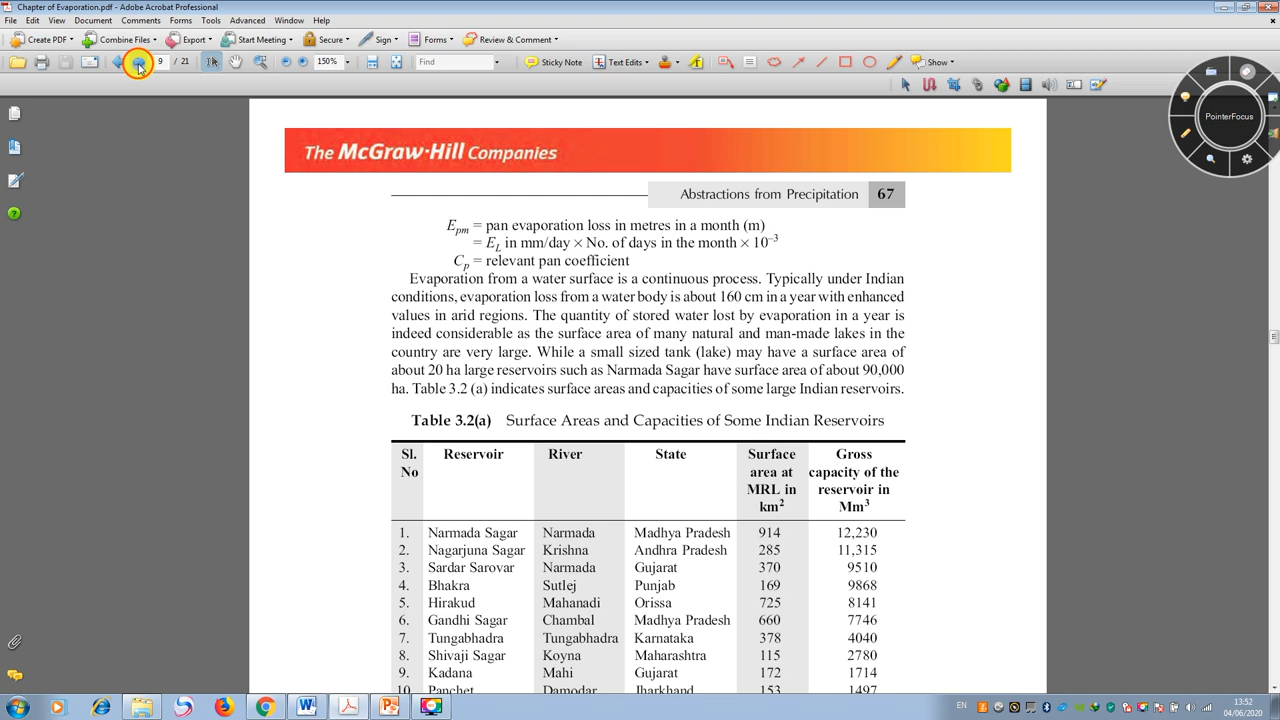 Chapter of Evaporation.pdf - Adobe Acrobat Professional
File Edit View Document Comments Forms Tools Advanced Window Help
Create PDF Combine Files Export Start Meeting Secure Sign Forms Review & Comment
9 / 21 150% Find Sticky Note Text Edits Show
PointerFocus
The McGraw·Hill Companies
Abstractions from Precipitation 67
Epm = pan evaporation loss in metres in a month (m)
= EL in mm/day × No. of days in the month × 10–3
Cp = relevant pan coefficient
Evaporation from a water surface is a continuous process. Typically under Indian
conditions, evaporation loss from a water body is about 160 cm in a year with enhanced
values in arid regions. The quantity of stored water lost by evaporation in a year is
indeed considerable as the surface area of many natural and man-made lakes in the
country are very large. While a small sized tank (lake) may have a surface area of
about 20 ha large reservoirs such as Narmada Sagar have surface area of about 90,000
ha. Table 3.2 (a) indicates surface areas and capacities of some large Indian reservoirs.
Table 3.2(a) Surface Areas and Capacities of Some Indian Reservoirs
Sl. No Reservoir River State Surface area at MRL in km2 Gross capacity of the reservoir in Mm3
1. Narmada Sagar Narmada Madhya Pradesh 914 12,230
2. Nagarjuna Sagar Krishna Andhra Pradesh 285 11,315
3. Sardar Sarovar Narmada Gujarat 370 9510
4. Bhakra Sutlej Punjab 169 9868
5. Hirakud Mahanadi Orissa 725 8141
6. Gandhi Sagar Chambal Madhya Pradesh 660 7746
7. Tungabhadra Tungabhadra Karnataka 378 4040
8. Shivaji Sagar Koyna Maharashtra 115 2780
9. Kadana Mahi Gujarat 172 1714
10. Panchet Damodar Jharkhand 153 1497
EN 13:52
04/06/2020